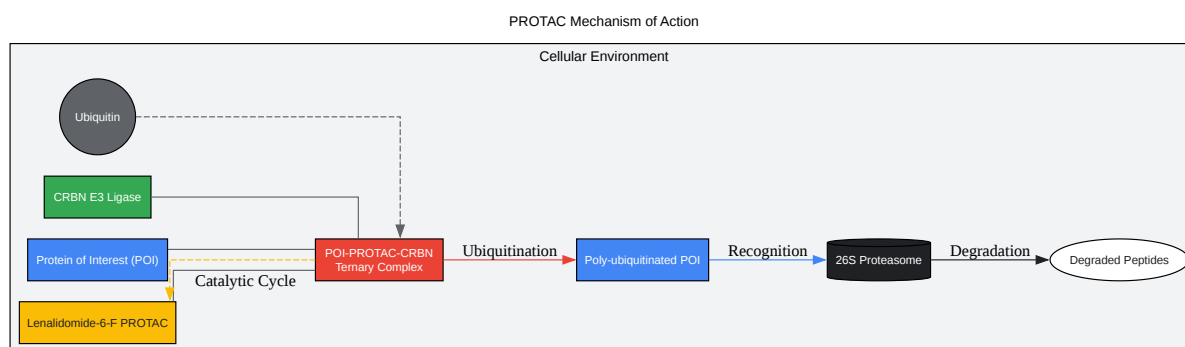 PROTAC Mechanism of Action
Cellular Environment
Ubiquitin
CRBN E3 Ligase
Protein of Interest (POI)
Lenalidomide-6-F PROTAC
Catalytic Cycle
POI-PROTAC-CRBN
Ternary Complex
Ubiquitination
Poly-ubiquitinated POI
Recognition
26S Proteasome
Degradation
Degraded Peptides